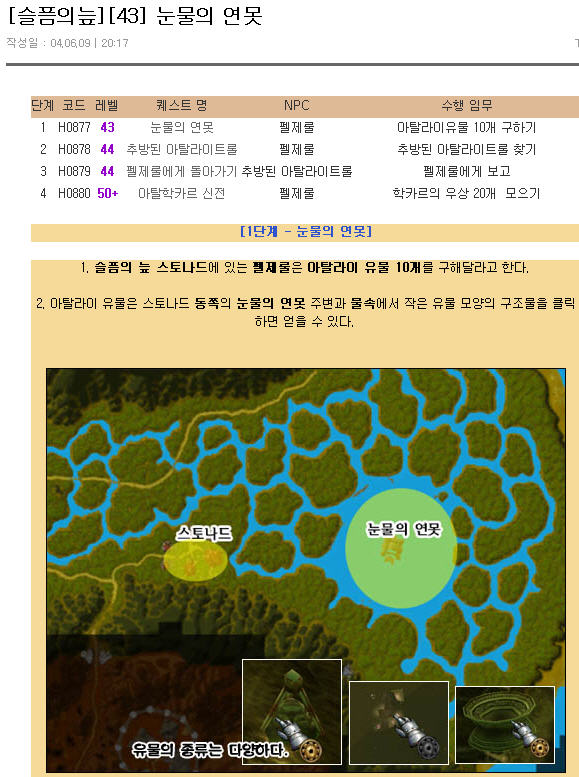 [슬픔의늪][43] 눈물의 연못
작성일 : 04.06.09 | 20:17
단계 코드 레벨 퀘스트 명 NPC 수행 임무
1 H0877 43 눈물의 연못 펠제룰 아탈라이유물 10개 구하기
2 H0878 44 추방된 아탈라이트롤 펠제룰 추방된 아탈라이트롤 찾기
3 H0879 44 펠제룰에게 돌아가기 추방된 아탈라이트롤 펠제룰에게 보고
4 H0880 50+ 아탈학카르 신전 펠제룰 학카르의 우상 20개 모으기
[1단계 - 눈물의 연못]
1. 슬픔의 늪 스토나드에 있는 펠제룰은 아탈라이 유물 10개를 구해달라고 한다.
2. 아탈라이 유물은 스토나드 동쪽의 눈물의 연못 주변과 물속에서 작은 유물 모양의 구조물을 클릭
하면 얻을 수 있다.
눈물의 연못
스토나드
유물의 종류는 다양하다.